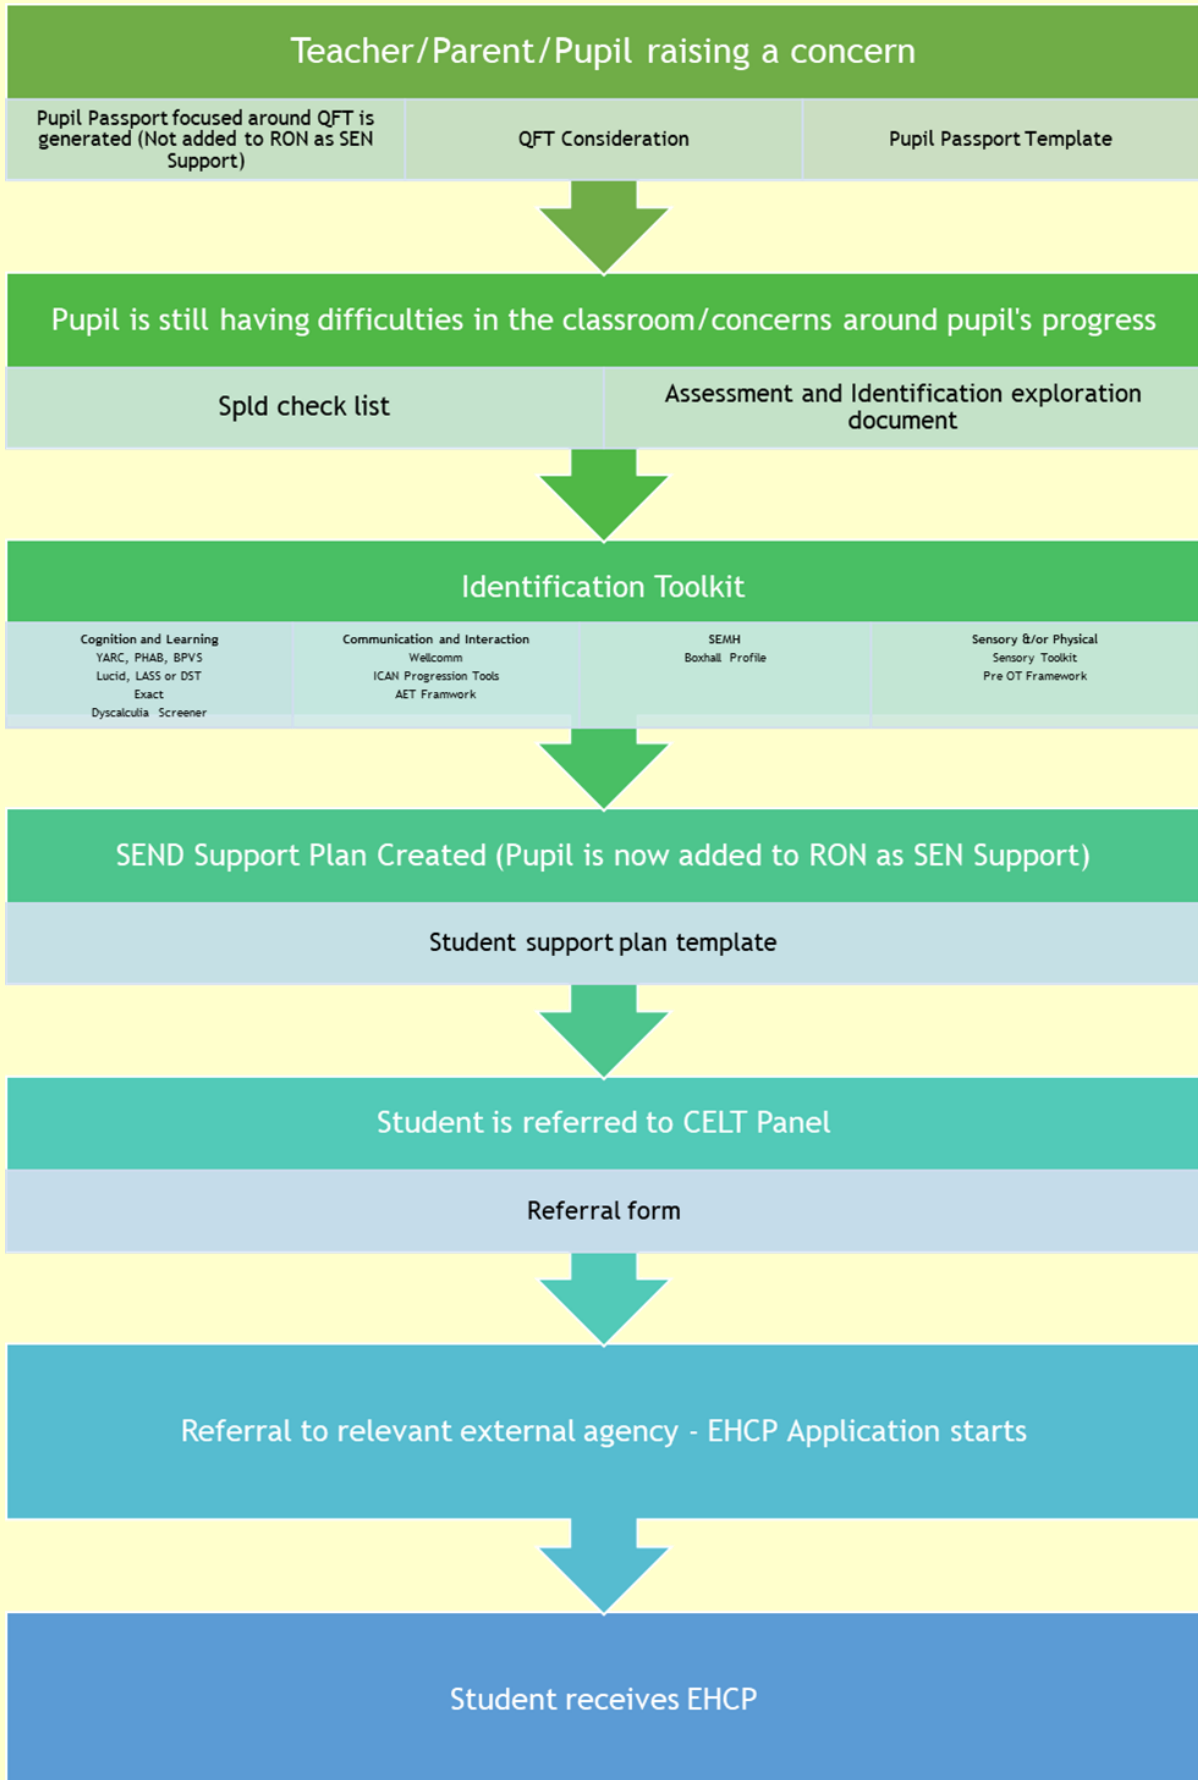 Teacher/Parent/Pupil raising a concern
Pupil Passport focused around QFT is
generated (Not added to RON as SEN
Support)
QFT Consideration
Pupil Passport Template
Pupil is still having difficulties in the classroom/concerns around pupil's progress
Spld check list
Assessment and Identification exploration
document
Identification Toolkit
Cognition and Learning
YARC, PHAB, BPVS
Lucid, LASS or DST
Exact
Dyscalculia Screener
Communication and Interaction
Wellcomm
ICAN Progression Tools
AET Framwork
SEMH
Boxhall Profile
Sensory &/or Physical
Sensory Toolkit
Pre OT Framework
SEND Support Plan Created (Pupil is now added to RON as SEN Support)
Student support plan template
Student is referred to CELT Panel
Referral form
Referral to relevant external agency - EHCP Application starts
Student receives EHCP